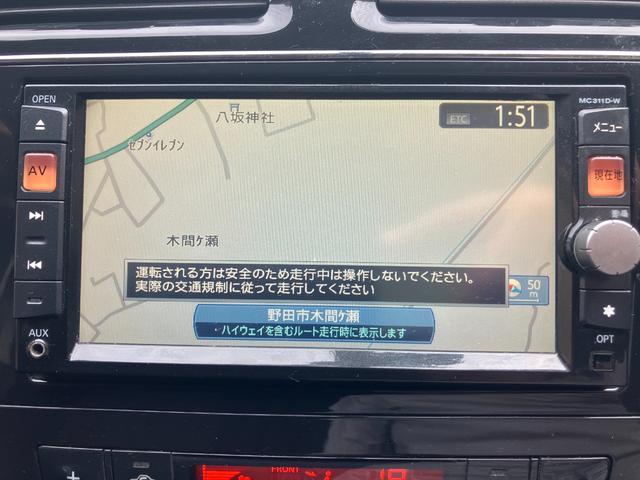 OPEN
MC311D-W
八坂神社
ETC
1:51
メニュー
セブンイレブン
AV
現在地
木間ケ瀬
運転される方は安全のため走行中は操作しないでください。
実際の交通規制に従って走行してください
50
m
野田市木間ケ瀬
ハイウェイを含むルート走行時に表示します
AUX
OPT
FRONT